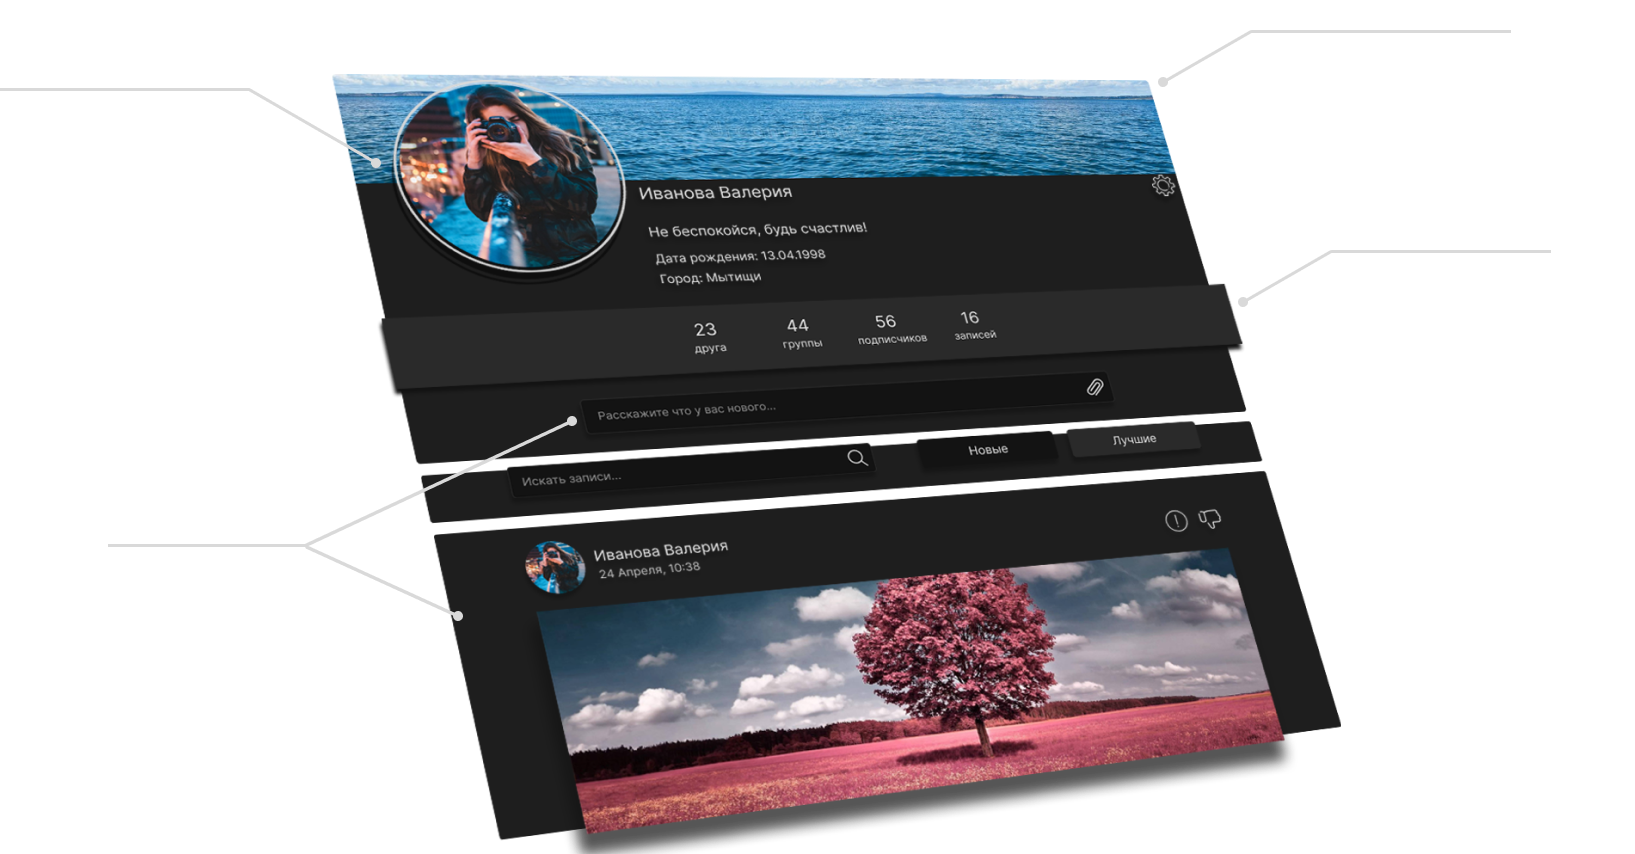 Иванова Валерия
Не беспокойся, будь счастлив!
Дата рождения: 13.04.1998
Город: Мытищи
23 44 56 16
друга группы подписчиков записей
Расскажите что у вас нового...
Искать записи... Новые Лучшие
Иванова Валерия
24 Апреля, 10:38